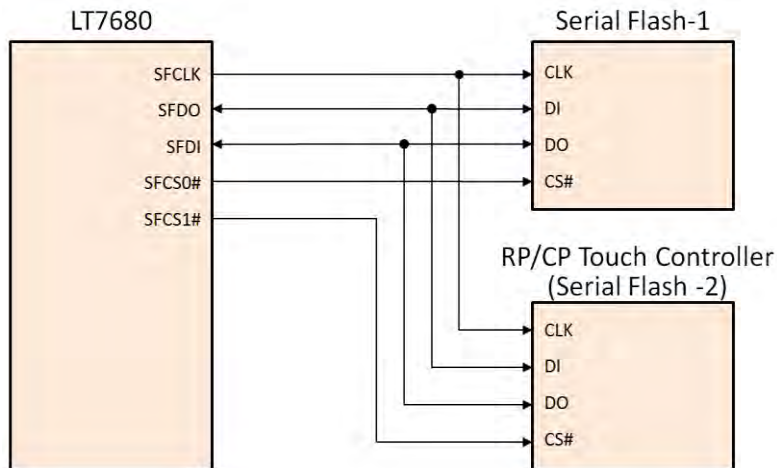 LT7680
SFCLK
SFDO
SFDI
SFCS0#
SFCS1#
Serial Flash-1
CLK
DI
DO
CS#
RP/CP Touch Controller
(Serial Flash -2)
CLK
DI
DO
CS#